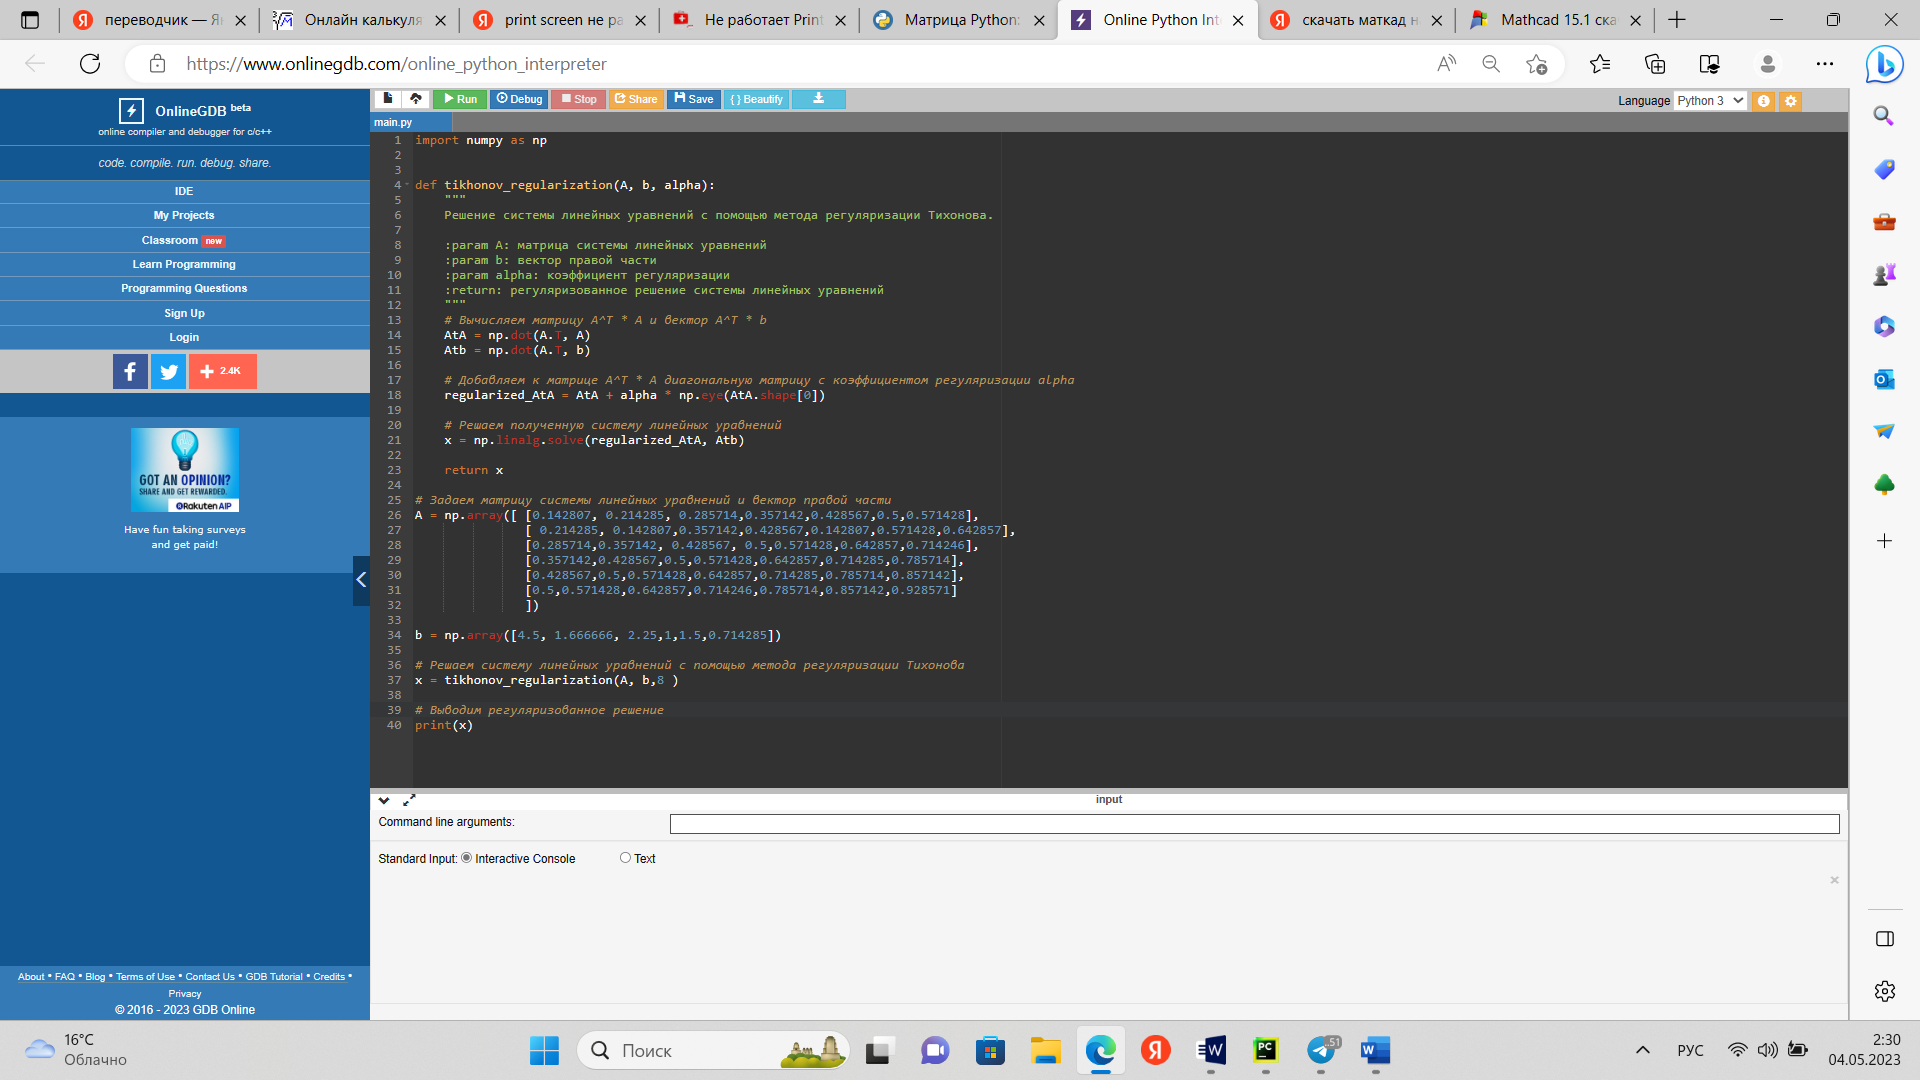 переводчик — Я
Онлайн калькуля
print screen не ра
Не работает Print
Матрица Python:
Online Python Int
скачать маткад н
Mathcad 15.1 ска
https://www.onlinegdb.com/online_python_interpreter
OnlineGDB beta
online compiler and debugger for c/c++
code. compile. run. debug. share.
IDE
My Projects
Classroom new
Learn Programming
Programming Questions
Sign Up
Login
2.4K
GOT AN OPINION?
SHARE AND GET REWARDED.
Rakuten AIP
Have fun taking surveys
and get paid!
About • FAQ • Blog • Terms of Use • Contact Us • GDB Tutorial • Credits •
Privacy
© 2016 - 2023 GDB Online
Run Debug Stop Share Save { } Beautify
Language Python 3
main.py
1 import numpy as np
2
3
4 def tikhonov_regularization(A, b, alpha):
5 """
6 Решение системы линейных уравнений с помощью метода регуляризации Тихонова.
7
8 :param A: матрица системы линейных уравнений
9 :param b: вектор правой части
10 :param alpha: коэффициент регуляризации
11 :return: регуляризованное решение системы линейных уравнений
12 """
13 # Вычисляем матрицу A^T * A и вектор A^T * b
14 AtA = np.dot(A.T, A)
15 Atb = np.dot(A.T, b)
16
17 # Добавляем к матрице A^T * A диагональную матрицу с коэффициентом регуляризации alpha
18 regularized_AtA = AtA + alpha * np.eye(AtA.shape[0])
19
20 # Решаем полученную систему линейных уравнений
21 x = np.linalg.solve(regularized_AtA, Atb)
22
23 return x
24
25 # Задаем матрицу системы линейных уравнений и вектор правой части
26 A = np.array([ [0.142807, 0.214285, 0.285714,0.357142,0.428567,0.5,0.571428],
27 [ 0.214285, 0.142807,0.357142,0.428567,0.142807,0.571428,0.642857],
28 [0.285714,0.357142, 0.428567, 0.5,0.571428,0.642857,0.714246],
29 [0.357142,0.428567,0.5,0.571428,0.642857,0.714285,0.785714],
30 [0.428567,0.5,0.571428,0.642857,0.714285,0.785714,0.857142],
31 [0.5,0.571428,0.642857,0.714246,0.785714,0.857142,0.928571]
32 ])
33
34 b = np.array([4.5, 1.666666, 2.25,1,1.5,0.714285])
35
36 # Решаем систему линейных уравнений с помощью метода регуляризации Тихонова
37 x = tikhonov_regularization(A, b,8 )
38
39 # Выводим регуляризованное решение
40 print(x)
input
Command line arguments:
Standard Input: Interactive Console Text
16°C
Облачно
Поиск
51
РУС
2:30
04.05.2023